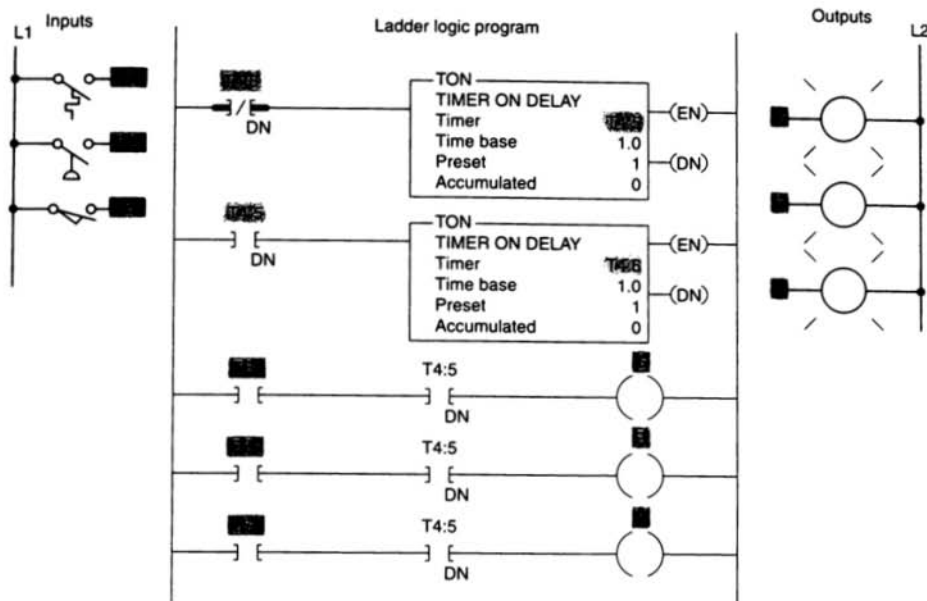 Inputs
L1
Ladder logic program
Outputs
L2
DN
TON
TIMER ON DELAY
Timer
Time base 1.0
Preset 1
Accumulated 0
(EN)
(DN)
DN
TON
TIMER ON DELAY
Timer
Time base 1.0
Preset 1
Accumulated 0
(EN)
(DN)
T4:5
DN
T4:5
DN
T4:5
DN